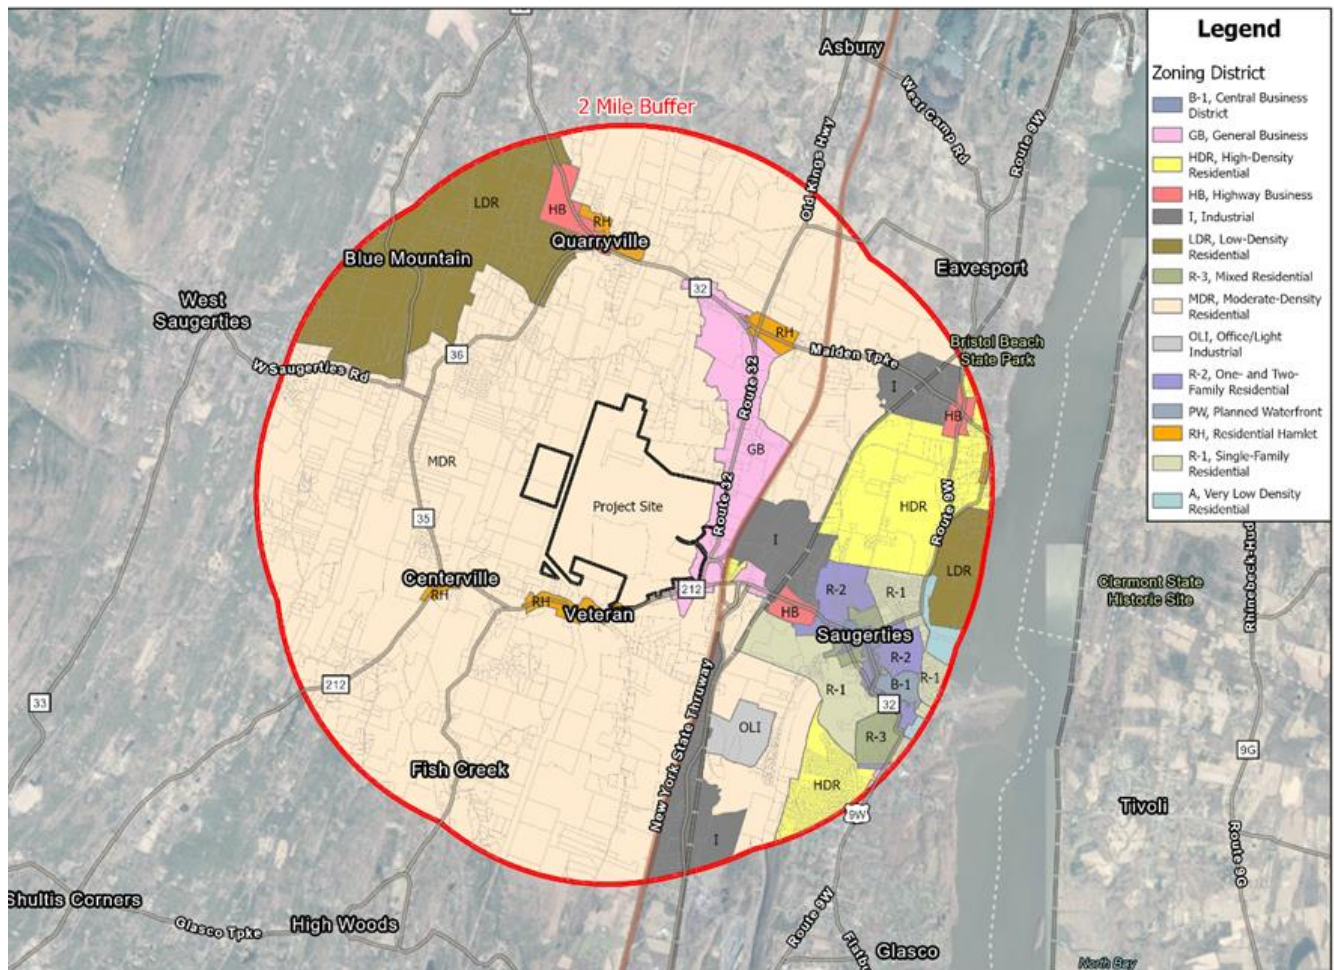 Legend
Zoning District
B-1, Central Business
District
GB, General Business
HDR, High-Density
Residential
HB, Highway Business
I, Industrial
LDR, Low-Density
Residential
R-3, Mixed Residential
MDR, Moderate-Density
Residential
OLI, Office/Light
Industrial
R-2, One- and Two-
Family Residential
PW, Planned Waterfront
RH, Residential Hamlet
R-1, Single-Family
Residential
A, Very Low Density
Residential
Asbury
West Camp Rd
Route 9W
2 Mile Buffer
Old Kings Hwy
LDR
HB
RH
Quarryville
Blue Mountain
Eavesport
West
Saugerties
32
RH
Malden Tpke
Bristol Beach
State Park
36
W Saugerties Rd
I
Route 32
HB
GB
MDR
Project Site
HDR
Route 9W
Route 32
35
I
LDR
Centerville
RH
RH
Veteran
212
R-2
R-1
HB
Saugerties
R-2
R-1
B-1
R-1
32
Clermont State
Historic Site
Rhinebeck-Hud
212
33
New York State Thruway
OLI
R-3
9G
Fish Creek
HDR
9W
Tivoli
I
Route 9G
Shultis Corners
Glasco Tpke
High Woods
Route 9W
Flatbu
Glasco
North Bay